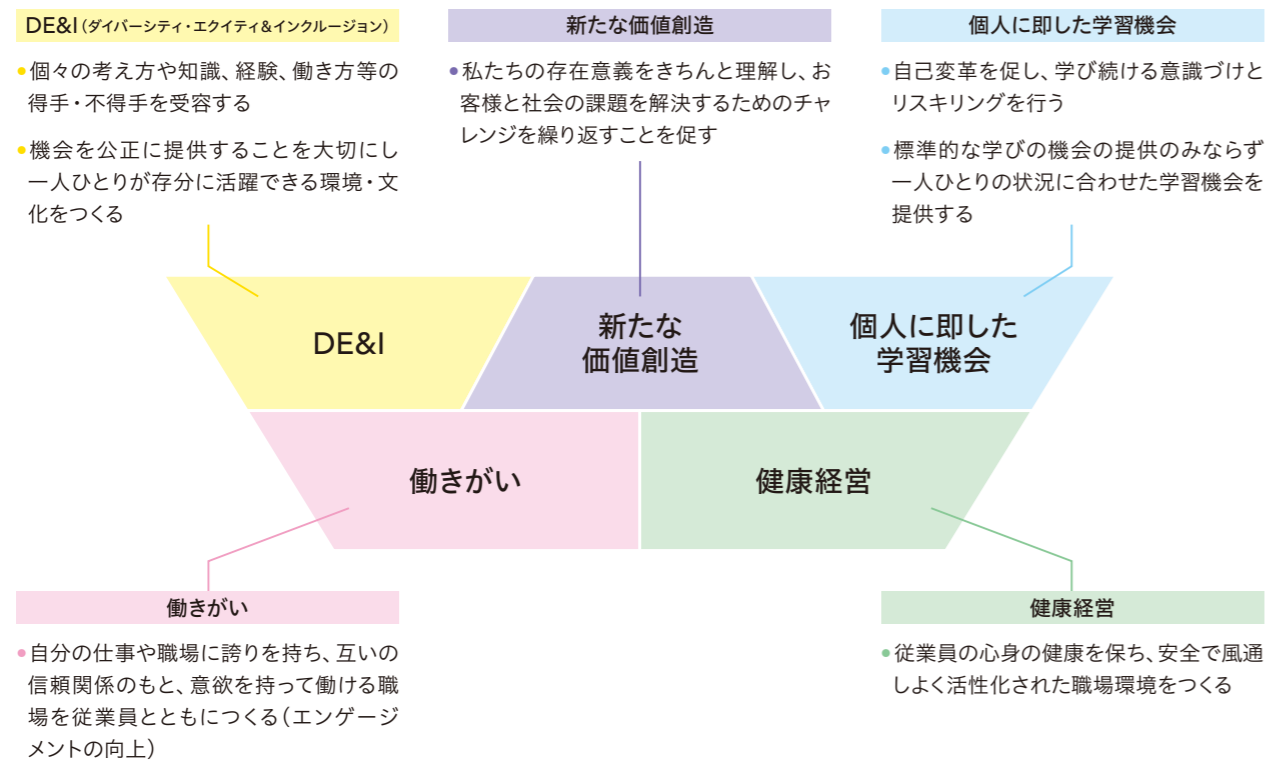 DE&I（ダイバーシティ・エクイティ&インクルージョン）
●個々の考え方や知識、経験、働き方等の
得手・不得手を受容する
●機会を公正に提供することを大切にし
一人ひとりが存分に活躍できる環境・文
化をつくる
新たな価値創造
●私たちの存在意義をきちんと理解し、お
客様と社会の課題を解決するためのチャ
レンジを繰り返すことを促す
個人に即した学習機会
●自己変革を促し、学び続ける意識づけと
リスキリングを行う
●標準的な学びの機会の提供のみならず
一人ひとりの状況に合わせた学習機会を
提供する
DE&I
新たな
価値創造
個人に即した
学習機会
働きがい
健康経営
働きがい
●自分の仕事や職場に誇りを持ち、互いの
信頼関係のもと、意欲を持って働ける職
場を従業員とともにつくる（エンゲージ
メントの向上）
健康経営
●従業員の心身の健康を保ち、安全で風通
しよく活性化された職場環境をつくる